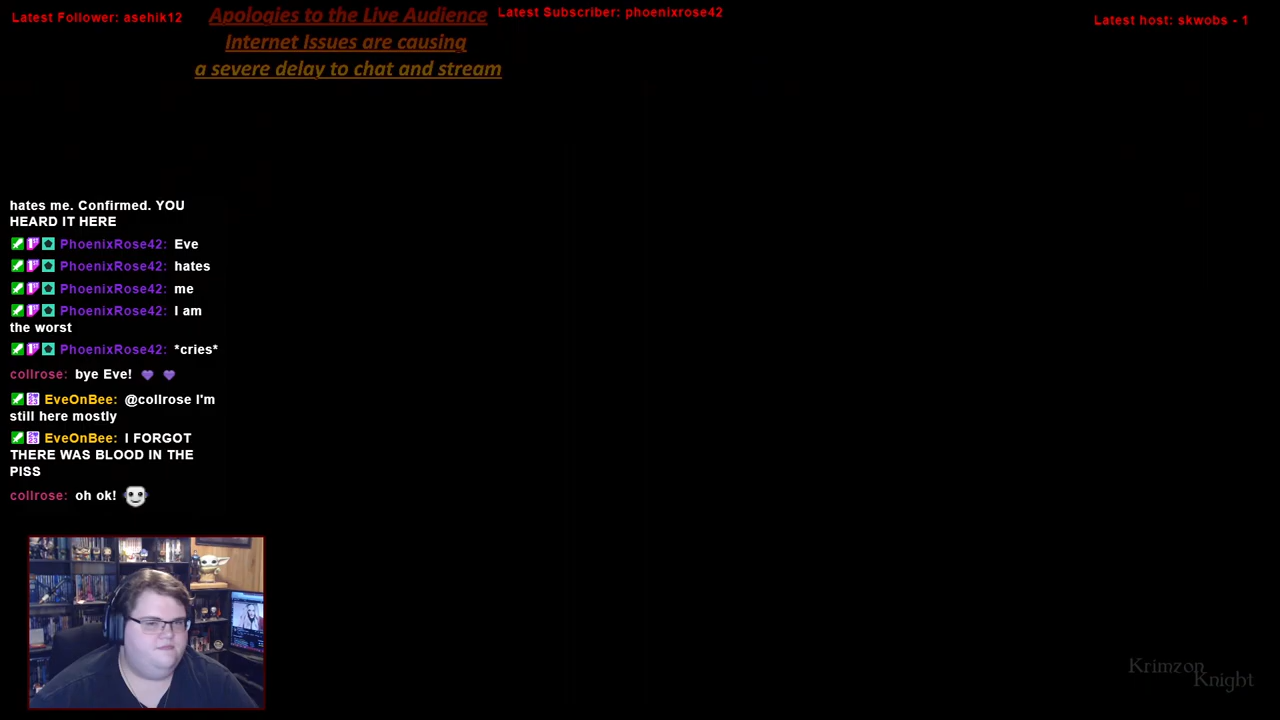 Latest Follower: asehik12
Apologies to the Live Audience
Internet Issues are causing
a severe delay to chat and stream
Latest Subscriber: phoenixrose42
Latest host: skwobs - 1
hates me. Confirmed. YOU
HEARD IT HERE
PhoenixRose42: Eve
PhoenixRose42: hates
PhoenixRose42: me
PhoenixRose42: I am
the worst
PhoenixRose42: *cries*
collrose: bye Eve!
EveOnBee: @collrose I'm
still here mostly
EveOnBee: I FORGOT
THERE WAS BLOOD IN THE
PISS
collrose: oh ok!
Krimzon
Knight